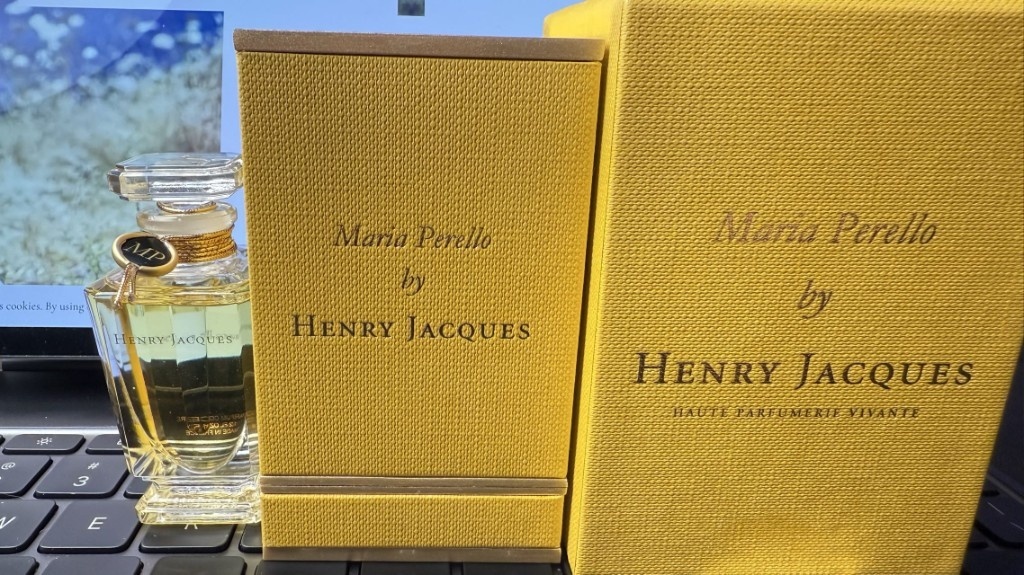 s cookies. By using
MP
HENRY JACQUES
Maria Perello
by
HENRY JACQUES
Maria Perello
by
HENRY JACQUES
HAUTE PARFUMERIE VIVANTE
#
3
W
E
R